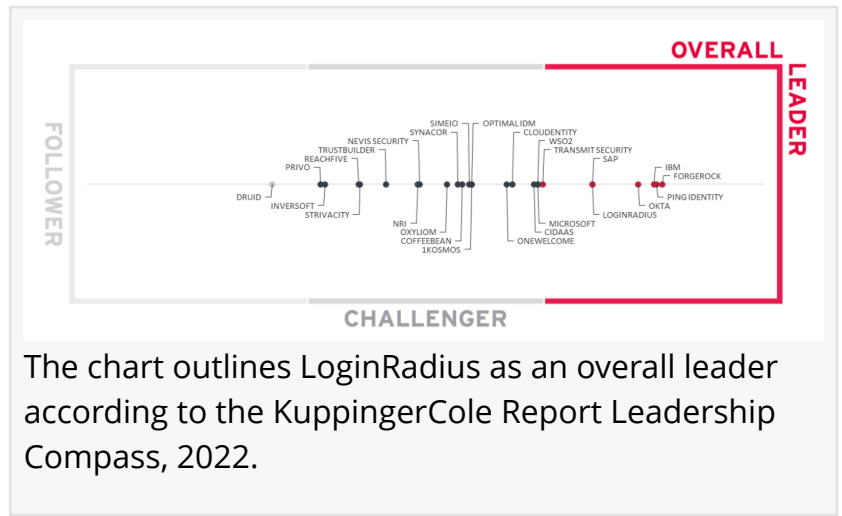 OVERALL
LEADER
FOLLOWER
SIMEIO
OPTIMAL IDM
SYNACOR
CLOUDENTITY
NEVIS SECURITY
WSO2
TRUSTBUILDER
TRANSMIT SECURITY
REACHFIVE
SAP
PRIVO
IBM
FORGEROCK
DRUID
PING IDENTITY
INVERSOFT
OKTA
STRIVACITY
LOGINRADIUS
NRI
MICROSOFT
OXYLIOM
CIDAAS
COFFEEBEAN
ONEWELCOME
1KOSMOS
CHALLENGER
The chart outlines LoginRadius as an overall leader
according to the KuppingerCole Report Leadership
Compass, 2022.